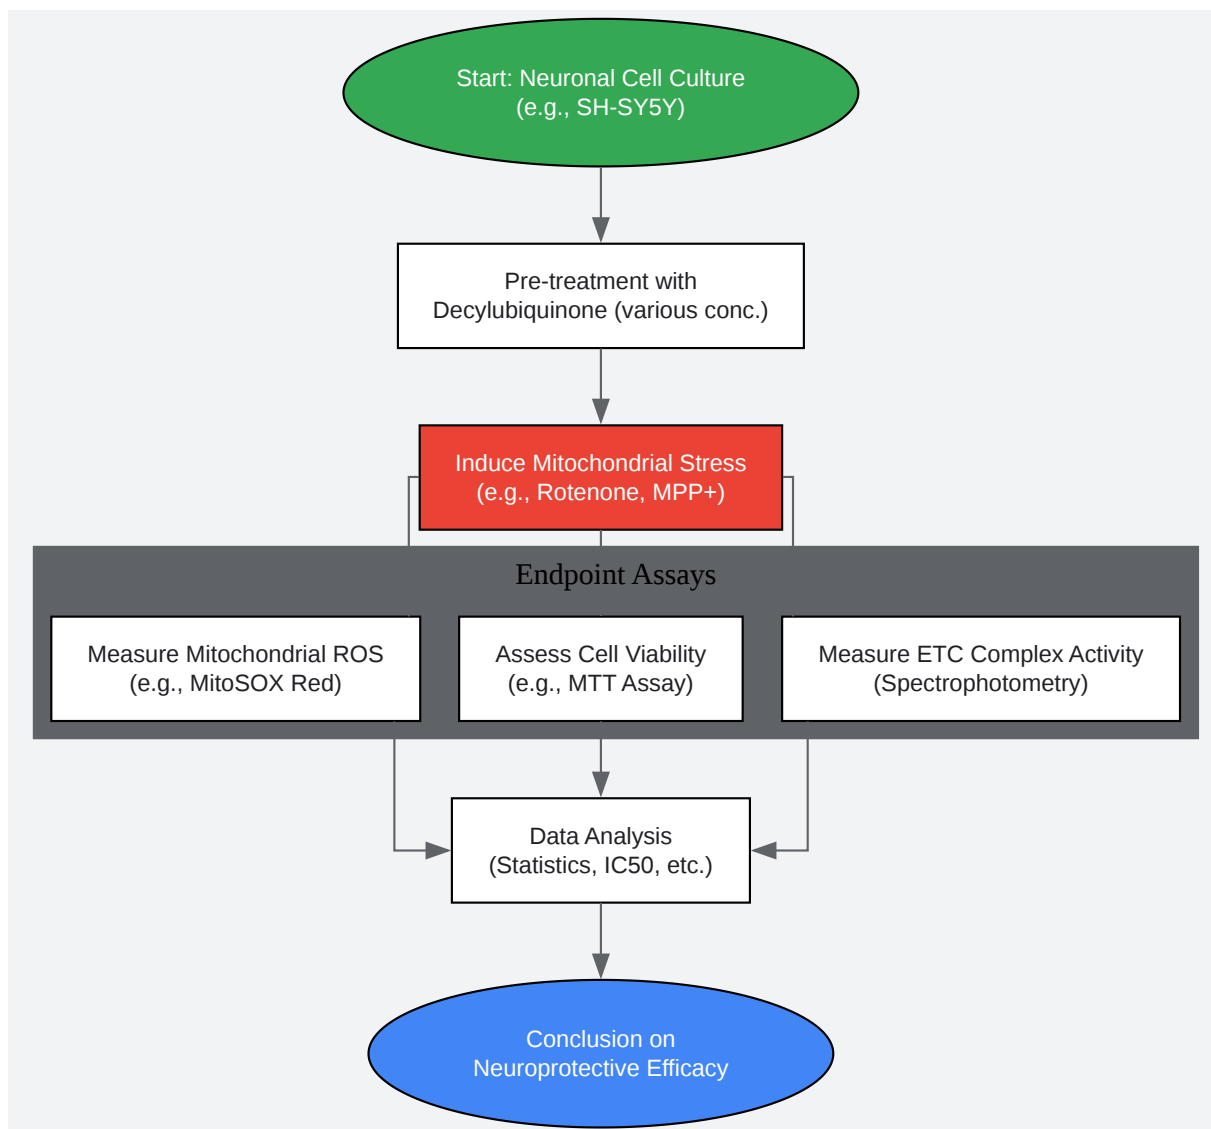 Start: Neuronal Cell Culture
(e.g., SH-SY5Y)
Pre-treatment with
Decylubiquinone (various conc.)
Induce Mitochondrial Stress
(e.g., Rotenone, MPP+)
Endpoint Assays
Measure Mitochondrial ROS
(e.g., MitoSOX Red)
Assess Cell Viability
(e.g., MTT Assay)
Measure ETC Complex Activity
(Spectrophotometry)
Data Analysis
(Statistics, IC50, etc.)
Conclusion on
Neuroprotective Efficacy